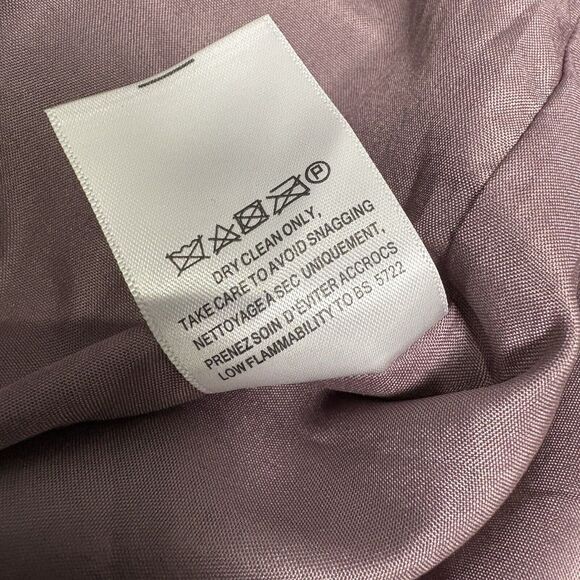 P
DRY CLEAN ONLY,
TAKE CARE TO AVOID SNAGGING
NETTOYAGE A SEC UNIQUEMENT,
PRENEZ SOIN D'ÉVITER ACCROCS
LOW FLAMMABILITY TO BS 5722